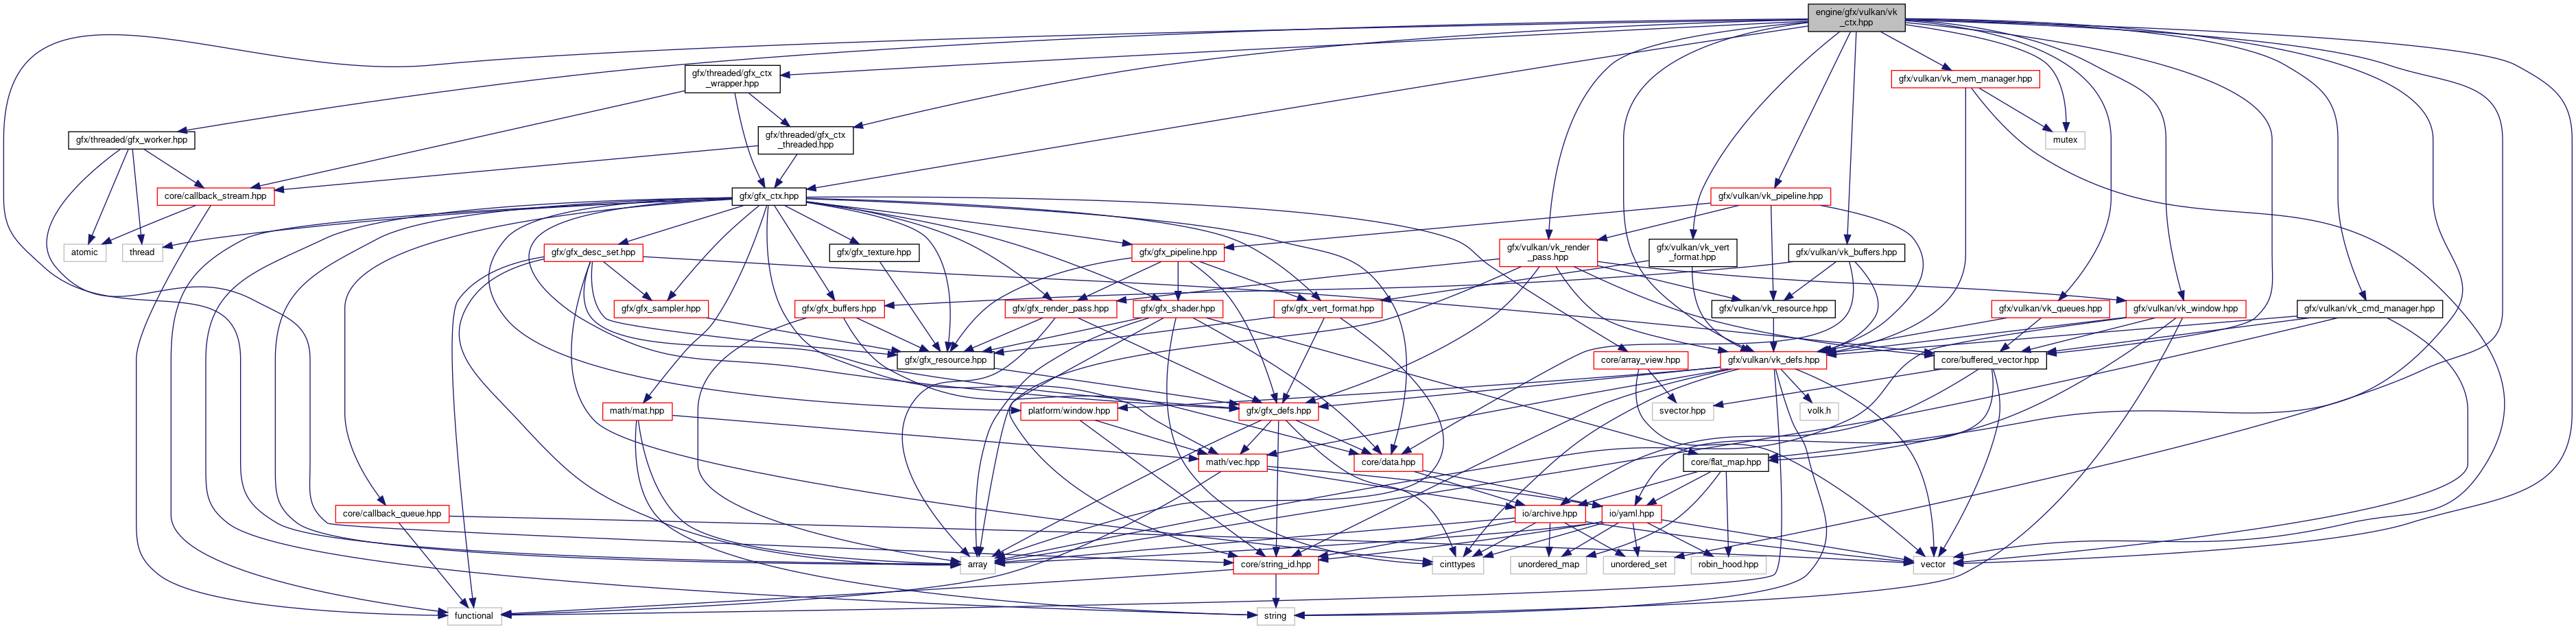 engine/gfx/vulkan/vk
_ctx.hpp
gfx/threaded/gfx_ctx
_wrapper.hpp
gfx/vulkan/vk_mem_manager.hpp
gfx/threaded/gfx_worker.hpp
gfx/threaded/gfx_ctx
_threaded.hpp
mutex
core/callback_stream.hpp
gfx/gfx_ctx.hpp
gfx/vulkan/vk_pipeline.hpp
atomic
thread
gfx/gfx_desc_set.hpp
gfx/gfx_texture.hpp
gfx/gfx_pipeline.hpp
gfx/vulkan/vk_render
_pass.hpp
gfx/vulkan/vk_vert
_format.hpp
gfx/vulkan/vk_buffers.hpp
gfx/gfx_sampler.hpp
gfx/gfx_buffers.hpp
gfx/gfx_render_pass.hpp
gfx/gfx_shader.hpp
gfx/gfx_vert_format.hpp
gfx/vulkan/vk_resource.hpp
gfx/vulkan/vk_queues.hpp
gfx/vulkan/vk_window.hpp
gfx/vulkan/vk_cmd_manager.hpp
gfx/gfx_resource.hpp
core/array_view.hpp
gfx/vulkan/vk_defs.hpp
core/buffered_vector.hpp
math/mat.hpp
platform/window.hpp
gfx/gfx_defs.hpp
svector.hpp
volk.h
math/vec.hpp
core/data.hpp
core/flat_map.hpp
core/callback_queue.hpp
io/archive.hpp
io/yaml.hpp
array
core/string_id.hpp
cinttypes
unordered_map
unordered_set
robin_hood.hpp
vector
functional
string